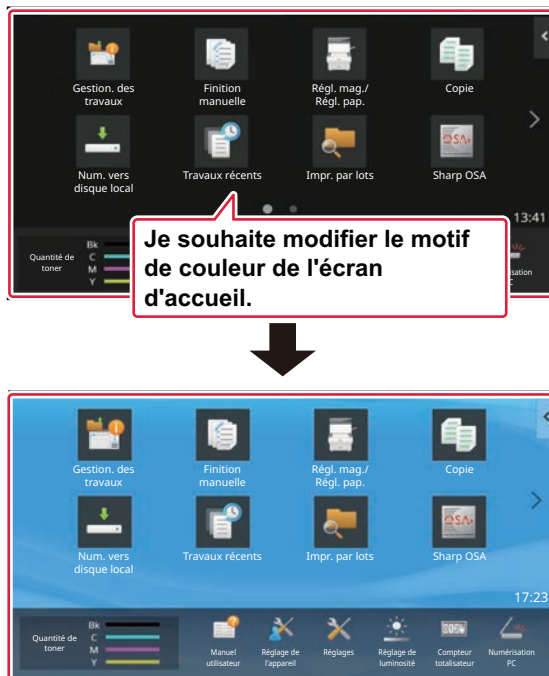 Gestion. des
travaux
Finition
manuelle
Régl. mag./
Régl. pap.
Copie
Num. vers
disque local
Travaux récents
Impr. par lots
Sharp OSA
OSA
13:41
Quantité de
toner
Bk
C
M
Y
Je souhaite modifier le motif
de couleur de l'écran
d'accueil.
Gestion. des
travaux
Finition
manuelle
Régl. mag./
Régl. pap.
Copie
Num. vers
disque local
Travaux récents
Impr. par lots
Sharp OSA
OSA
17:23
Quantité de
toner
Bk
C
M
Y
Manuel
utilisateur
Réglage de
l'appareil
Réglages
Réglage de
luminosité
Compteur
totalisateur
Numérisation
PC